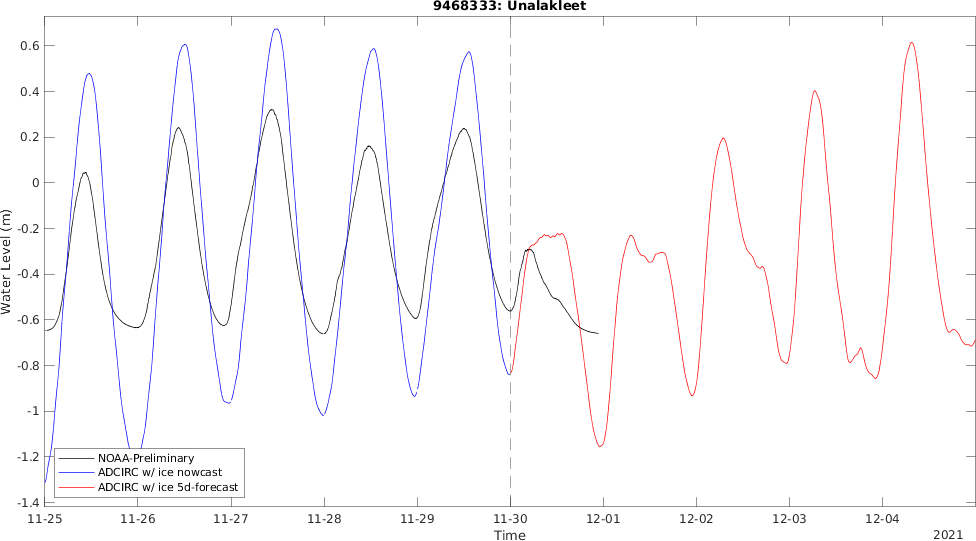 9468333: Unalakleet
Water Level (m)
0.6
0.4
0.2
0
-0.2
-0.4
-0.6
-0.8
-1
-1.2
-1.4
NOAA-Preliminary
ADCIRC w/ ice nowcast
ADCIRC w/ ice 5d-forecast
11-25 11-26 11-27 11-28 11-29 11-30 12-01 12-02 12-03 12-04
Time
2021